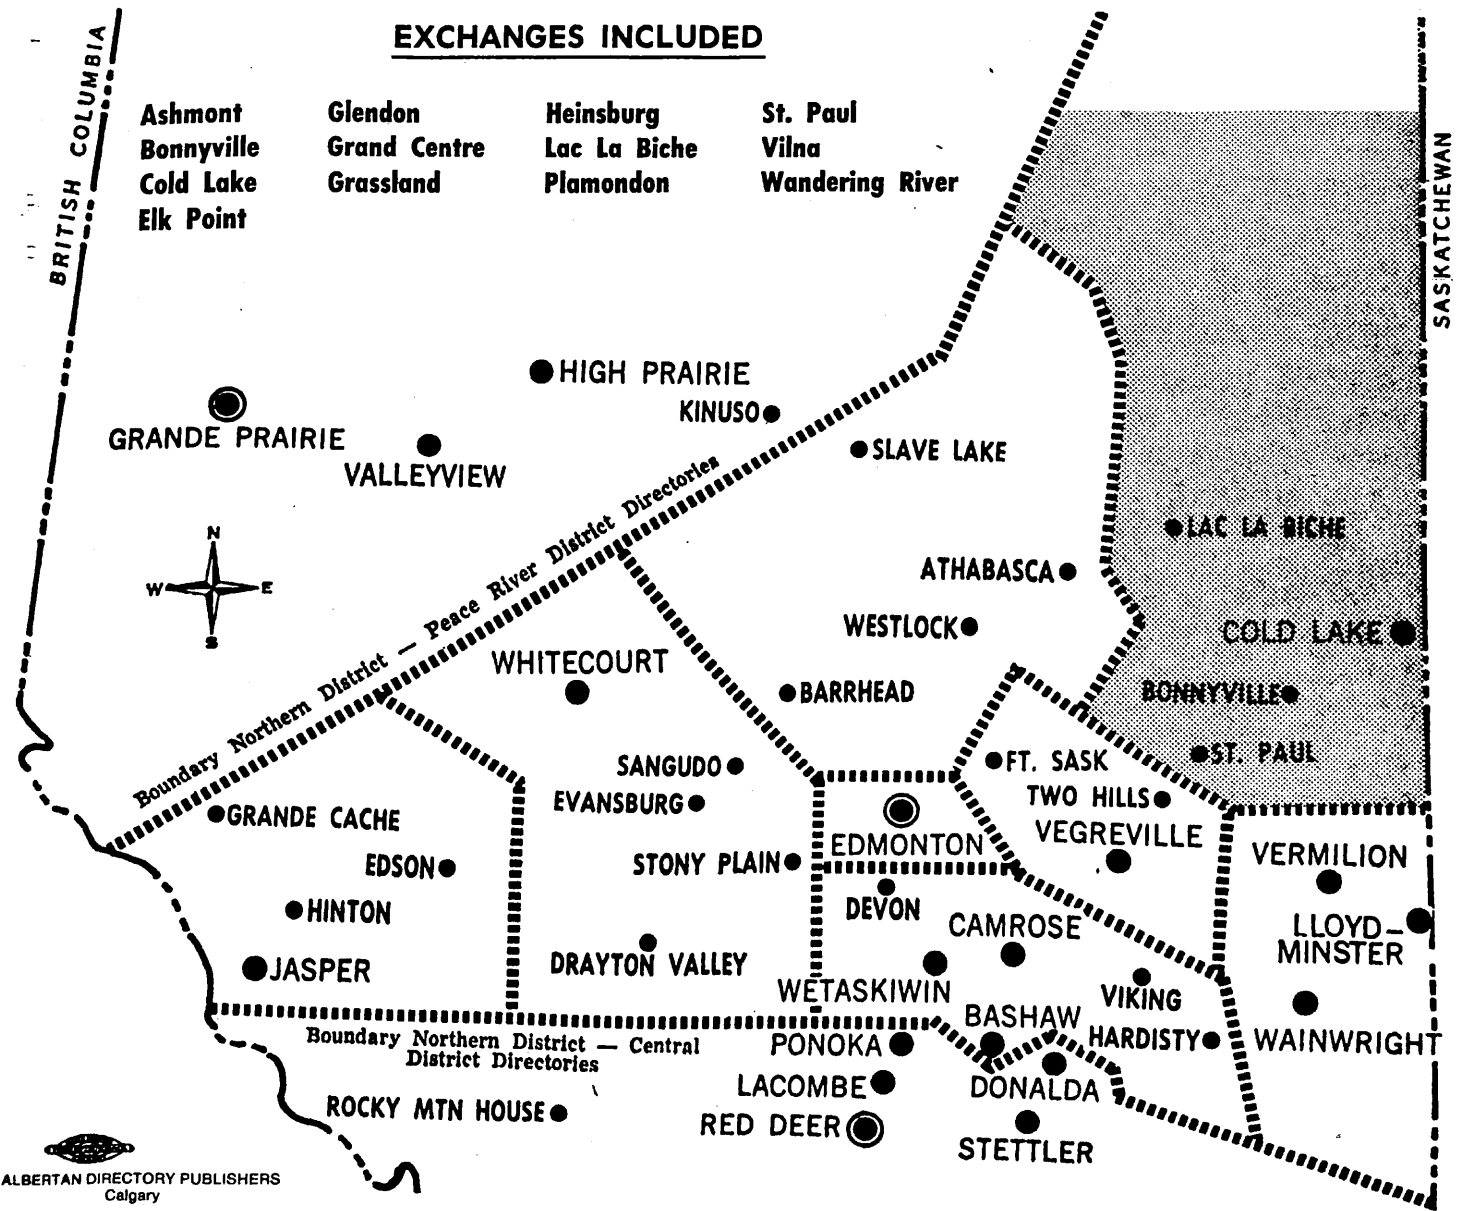 EXCHANGES INCLUDED
Ashmont Glendon Heinsburg St. Paul
Bonnyville Grand Centre Lac La Biche Vilna
Cold Lake Grassland Plamondon Wandering River
Elk Point
BRITISH COLUMBIA
SASKATCHEWAN
HIGH PRAIRIE
KINUSO
GRANDE PRAIRIE
VALLEYVIEW
SLAVE LAKE
Boundary Northern District — Peace River District Directories
N
W E
S
LAC LA BICHE
ATHABASCA
WESTLOCK
COLD LAKE
WHITECOURT
BARRHEAD
BONNYVILLE
ST. PAUL
SANGUDO
FT. SASK
EVANSBURG
TWO HILLS
GRANDE CACHE
EDMONTON
VEGREVILLE
VERMILION
EDSON
STONY PLAIN
HINTON
DEVON
CAMROSE
LLOYD-
MINSTER
JASPER
DRAYTON VALLEY
WETASKIWIN
VIKING
BASHAW
HARDISTY
WAINWRIGHT
Boundary Northern District — Central
District Directories
PONOKA
LACOMBE
DONALDA
ROCKY MTN HOUSE
RED DEER
STETTLER
ALBERTAN DIRECTORY PUBLISHERS
Calgary